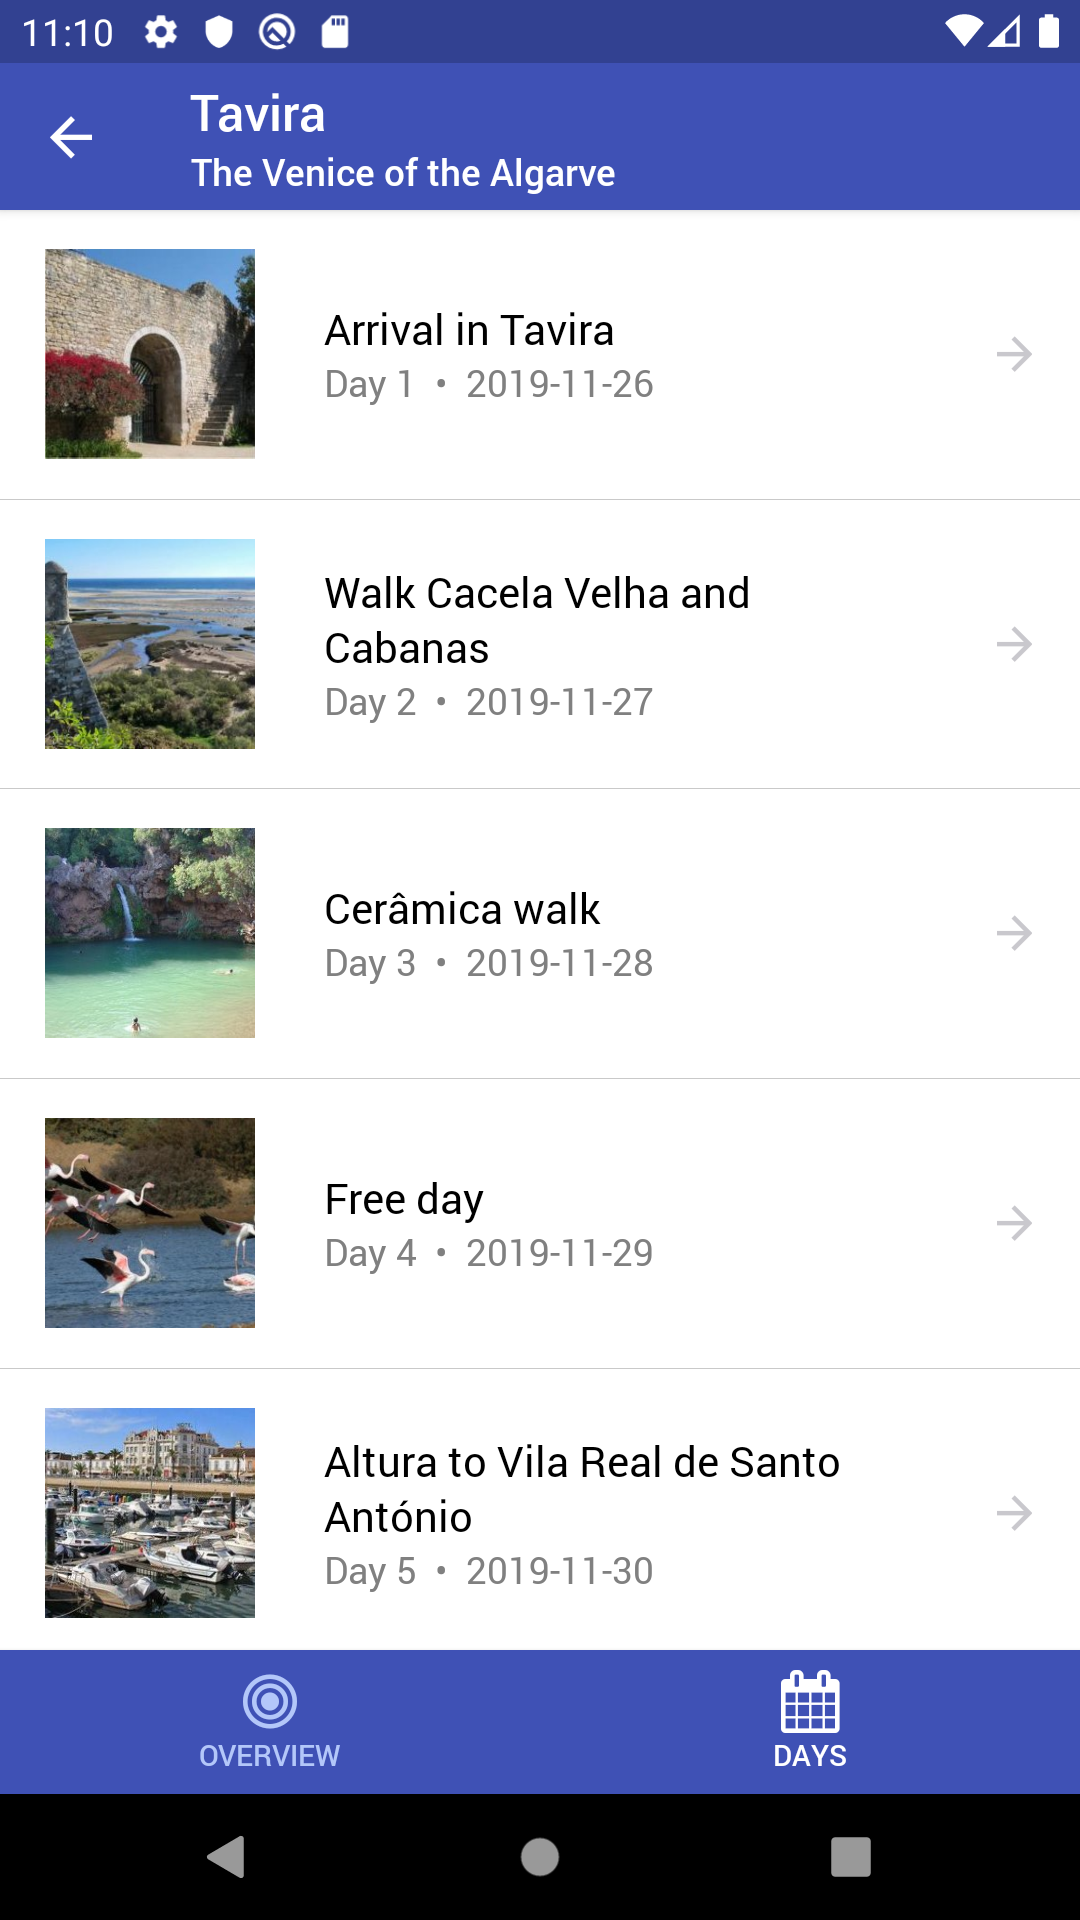 11:10
Tavira
The Venice of the Algarve
Arrival in Tavira
Day 1 • 2019-11-26
Walk Cacela Velha and
Cabanas
Day 2 • 2019-11-27
Cerâmica walk
Day 3 • 2019-11-28
Free day
Day 4 • 2019-11-29
Altura to Vila Real de Santo
António
Day 5 • 2019-11-30
OVERVIEW
DAYS